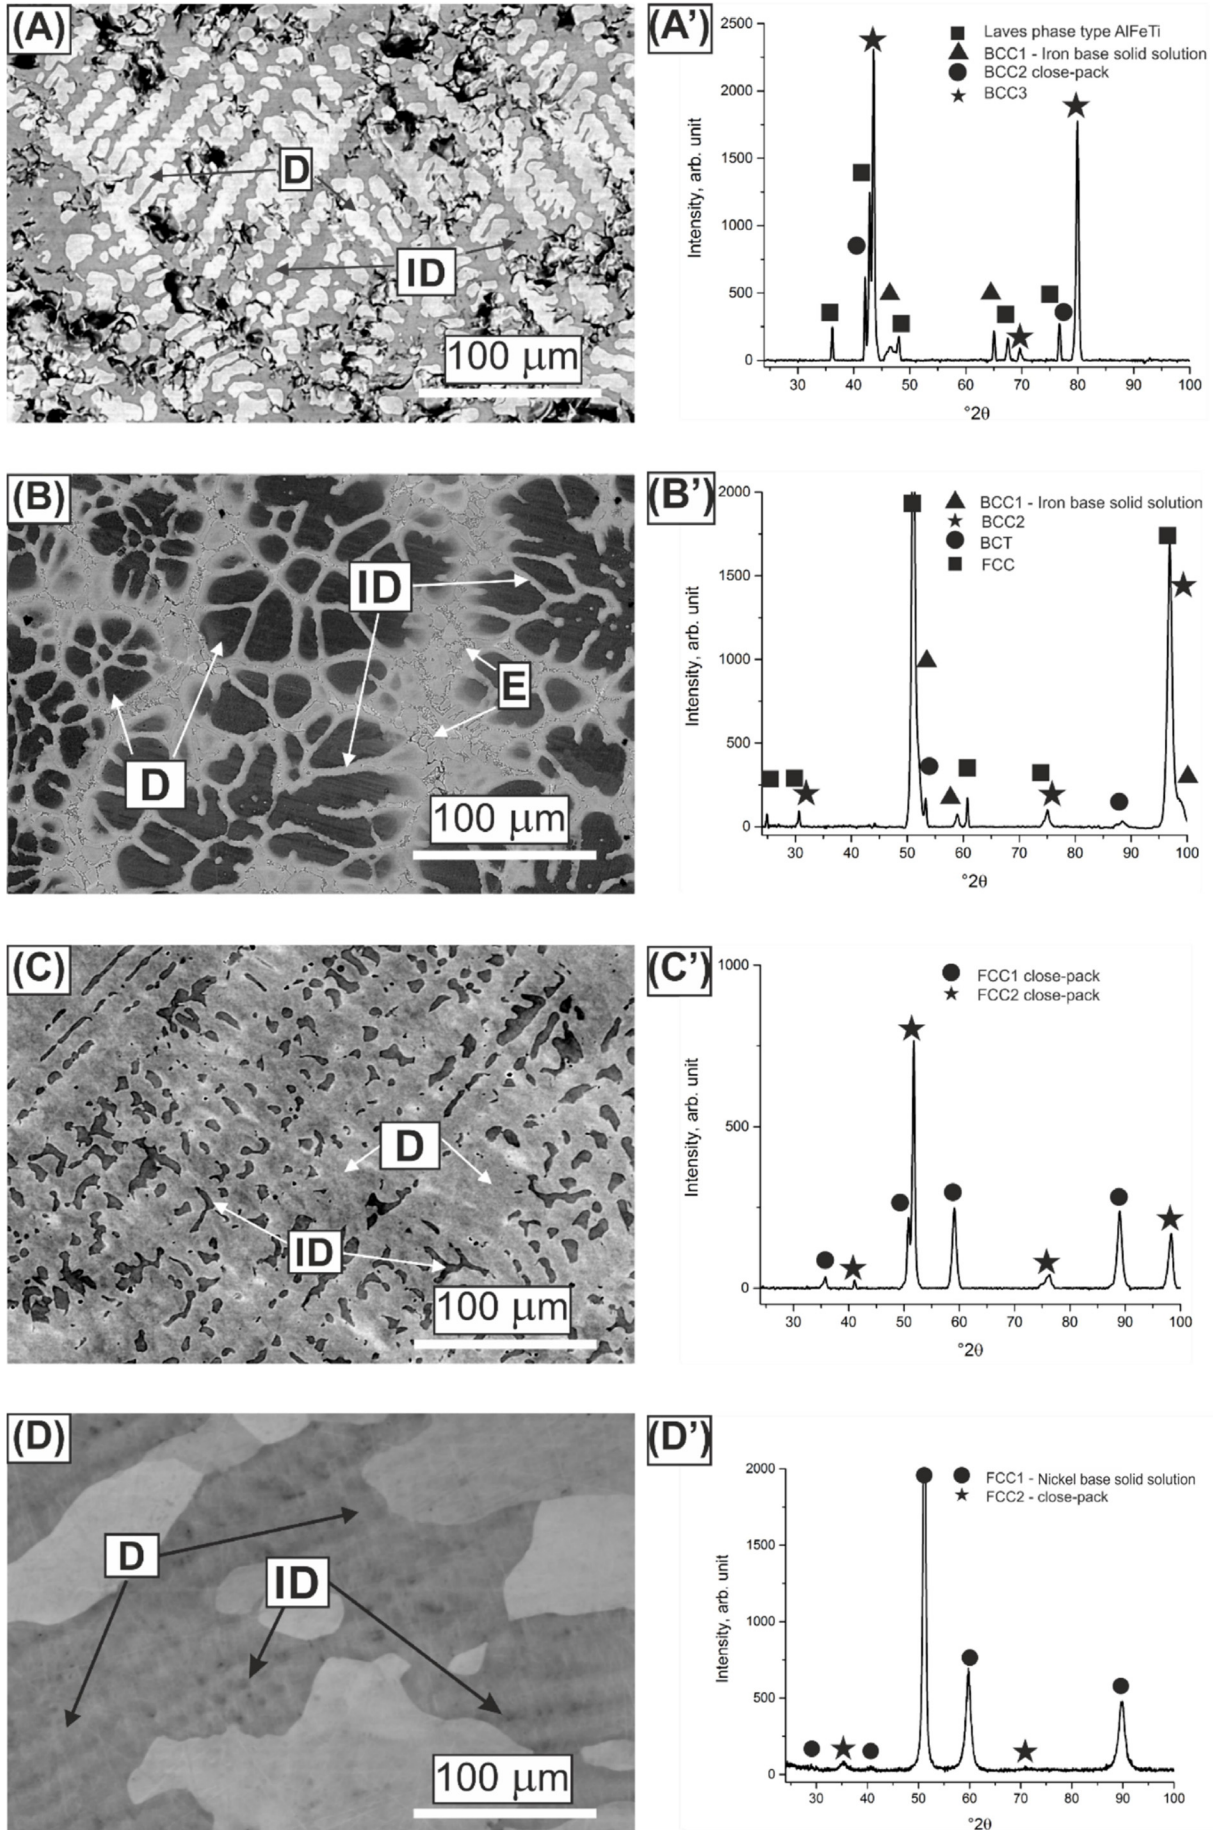 (A)
D
ID
100 μm
(A')
Laves phase type AlFeTi
BCC1 - Iron base solid solution
BCC2 close-pack
BCC3
Intensity, arb. unit
2500
2000
1500
1000
500
0
30 40 50 60 70 80 90 100
°2θ
(B)
ID
E
D
100 μm
(B')
BCC1 - Iron base solid solution
BCC2
BCT
FCC
Intensity, arb. unit
2000
1500
1000
500
0
30 40 50 60 70 80 90 100
°2θ
(C)
D
ID
100 μm
(C')
FCC1 close-pack
FCC2 close-pack
Intensity, arb. unit
1000
500
0
30 40 50 60 70 80 90 100
°2θ
(D)
D
ID
100 μm
(D')
FCC1 - Nickel base solid solution
FCC2 - close-pack
Intensity, arb. unit
2000
1500
1000
500
0
30 40 50 60 70 80 90 100
°2θ